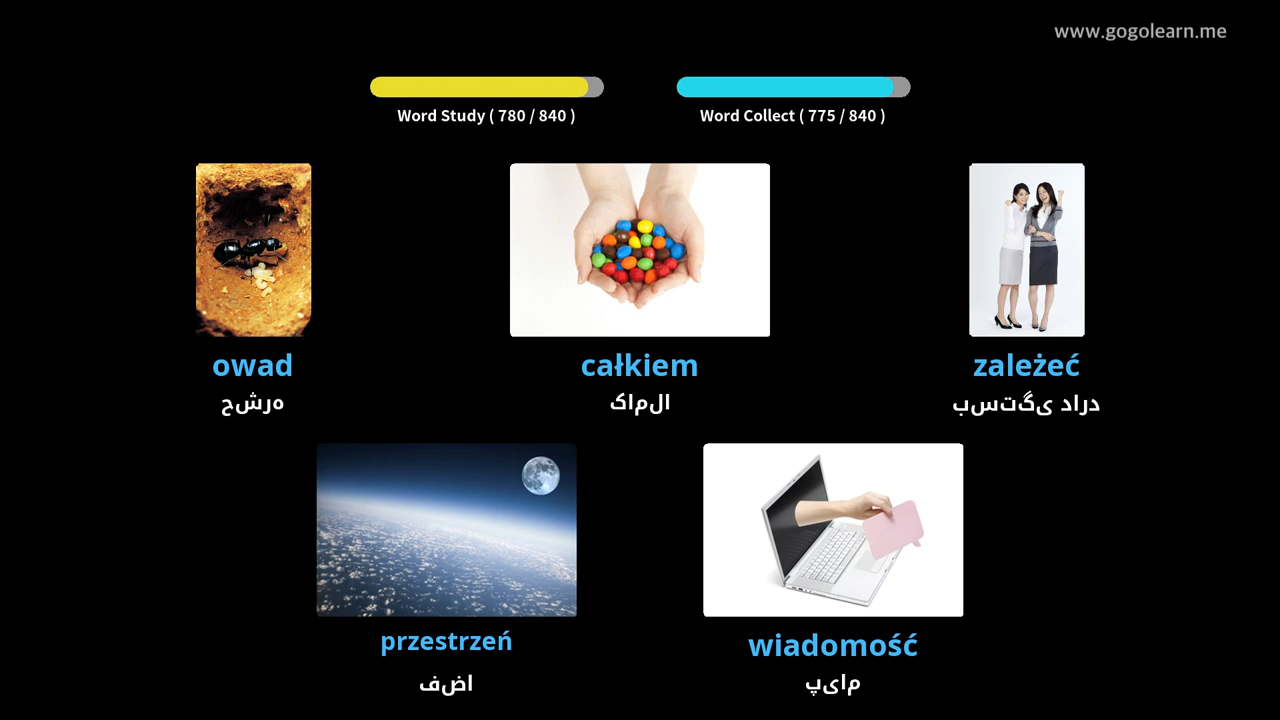 www.gogolearn.me
Word Study ( 780 / 840 )
Word Collect ( 775 / 840 )
owad
هرشح
całkiem
الماک
zależeć
دراد یگتسب
przestrzeń
اضف
wiadomość
مایپ